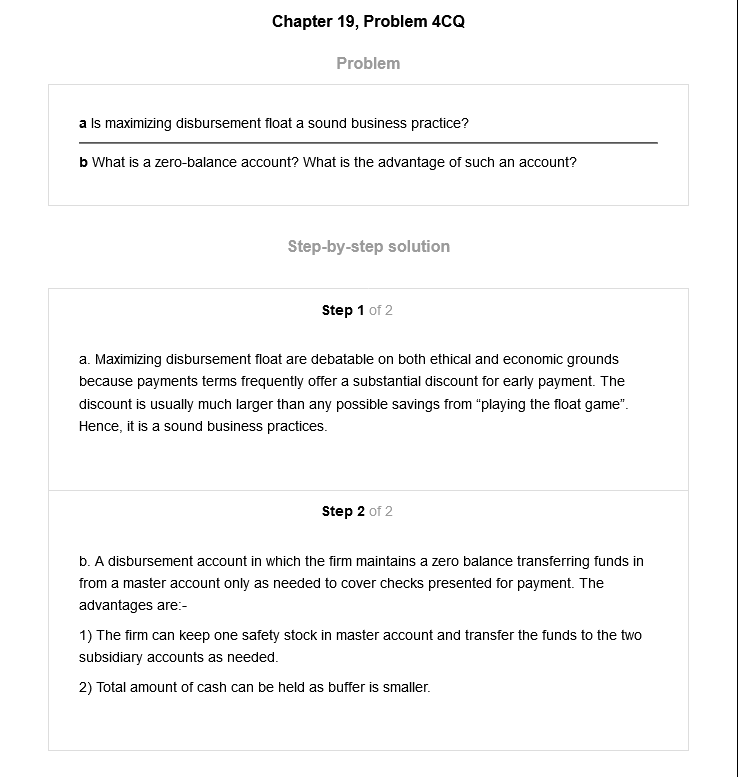 Chapter 19, Problem 4CQ
Problem
a Is maximizing disbursement float a sound business practice?
b What is a zero-balance account? What is the advantage of such an account?
Step-by-step solution
Step 1 of 2
a. Maximizing disbursement float are debatable on both ethical and economic grounds
because payments terms frequently offer a substantial discount for early payment. The
discount is usually much larger than any possible savings from “playing the float game”.
Hence, it is a sound business practices.
Step 2 of 2
b. A disbursement account in which the firm maintains a zero balance transferring funds in
from a master account only as needed to cover checks presented for payment. The
advantages are:-
1) The firm can keep one safety stock in master account and transfer the funds to the two
subsidiary accounts as needed.
2) Total amount of cash can be held as buffer is smaller.